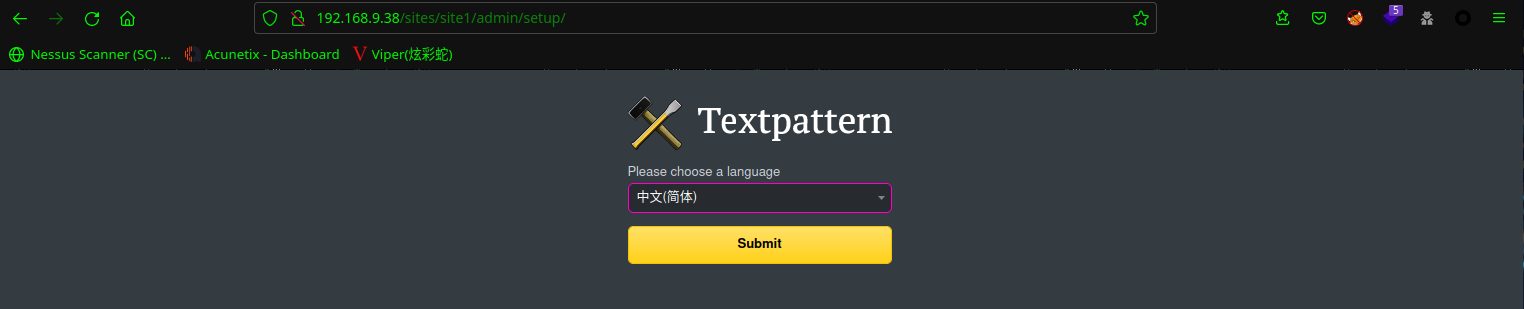 192.168.9.38/sites/site1/admin/setup/
5
Nessus Scanner (SC) ... Acunetix - Dashboard Viper(炫彩蛇)
Textpattern
Please choose a language
中文(简体)
Submit